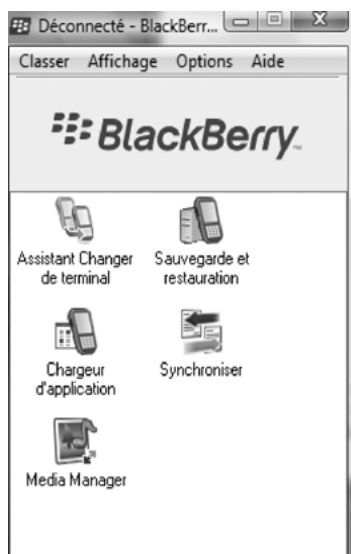 Déconnecté - BlackBerr...
Classer Affichage Options Aide
BlackBerry
Assistant Changer
de terminal
Sauvegarde et
restauration
Chargeur
d'application
Synchroniser
Media Manager